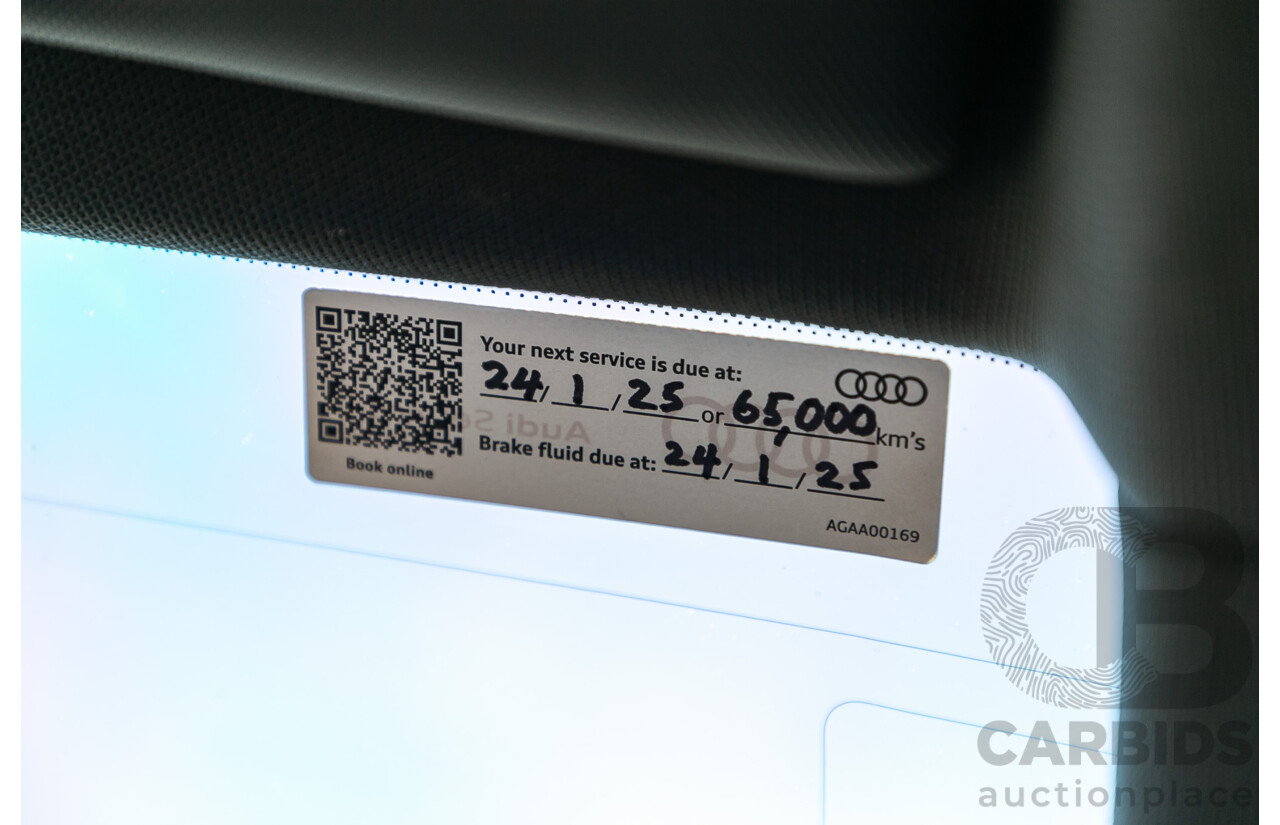 Your next service is due at:
24/1/25 or 65,000 km's
Brake fluid due at: 24/1/25
Book online
AGAA00169
CARBIDS
auctionplace